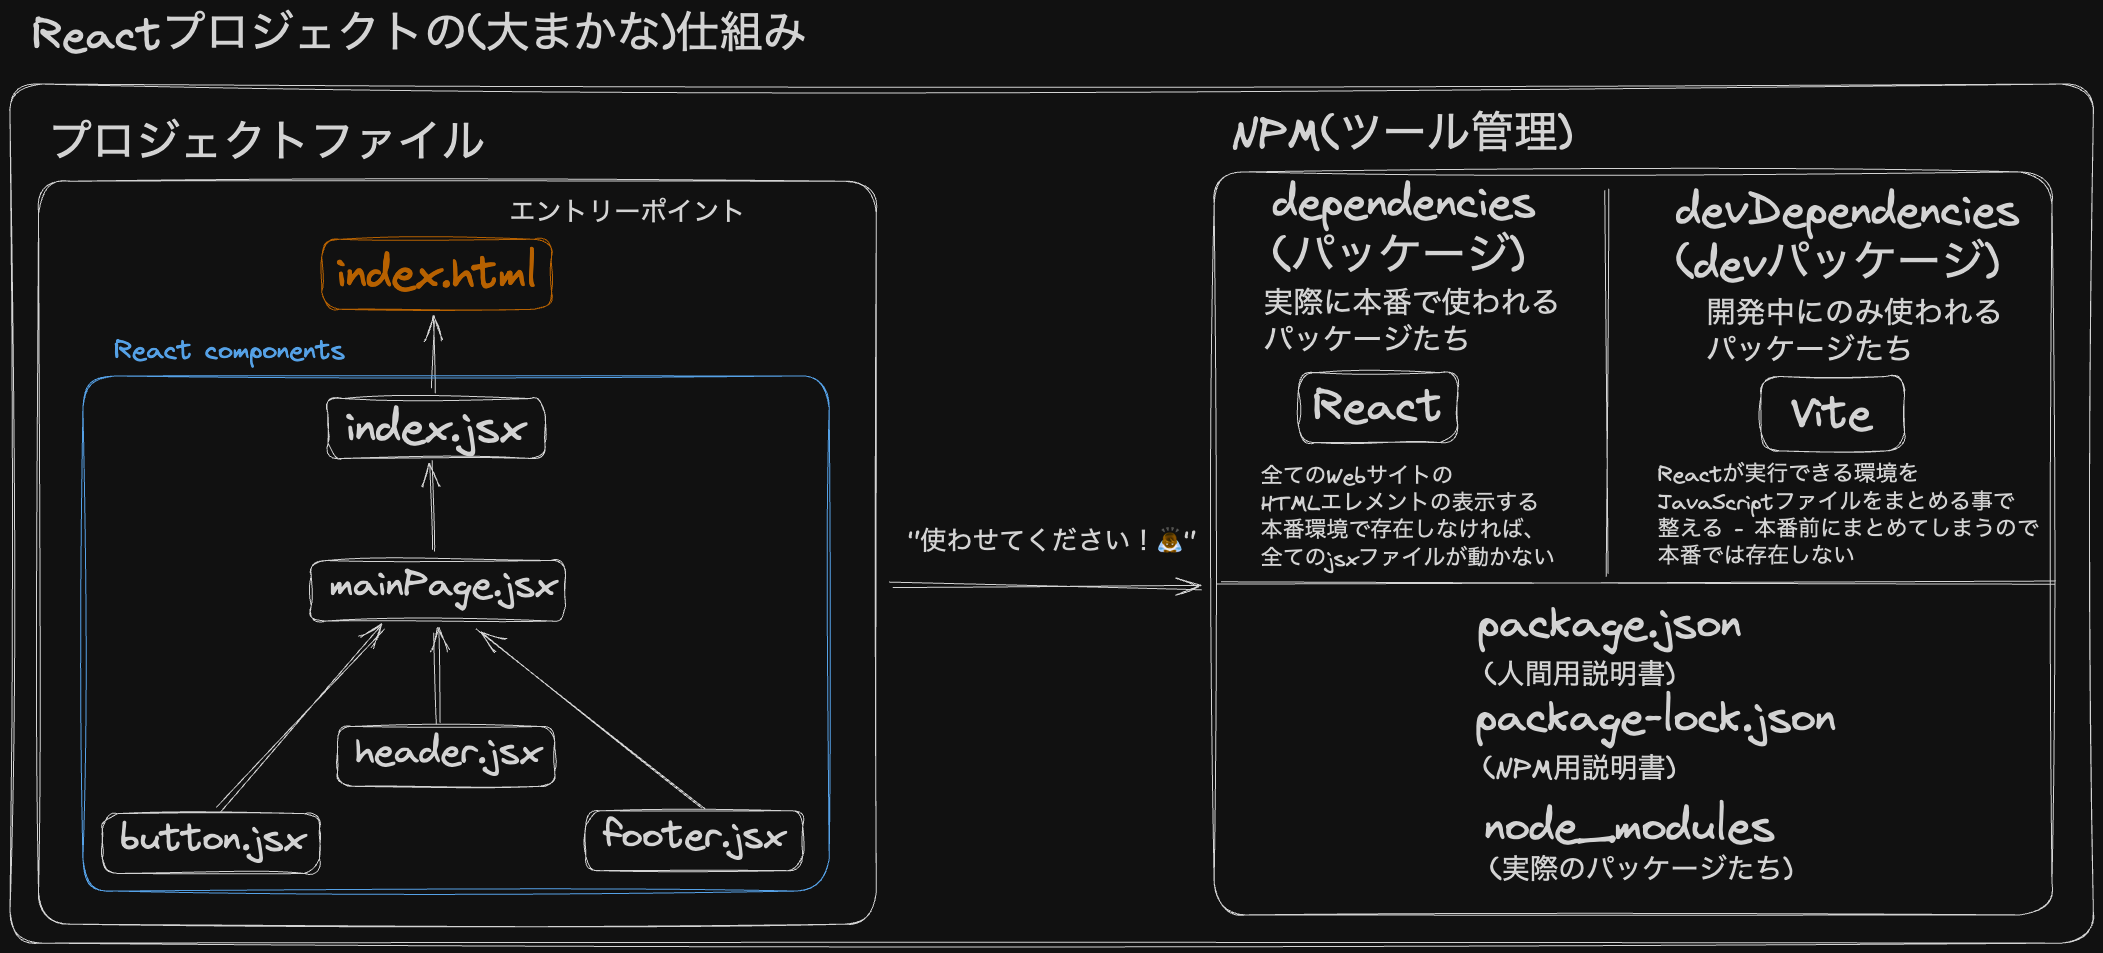 Reactプロジェクトの(大まかな)仕組み
プロジェクトファイル
エントリーポイント
index.html
React components
index.jsx
mainPage.jsx
header.jsx
button.jsx
footer.jsx
"使わせてください！🙇"
NPM(ツール管理)
dependencies
(パッケージ)
実際に本番で使われる
パッケージたち
React
全てのWebサイトの
HTMLエレメントの表示する
本番環境で存在しなければ、
全てのjsxファイルが動かない
devDependencies
(devパッケージ)
開発中にのみ使われる
パッケージたち
Vite
Reactが実行できる環境を
JavaScriptファイルをまとめる事で
整える - 本番前にまとめてしまうので
本番では存在しない
package.json
(人間用説明書)
package-lock.json
(NPM用説明書)
node_modules
(実際のパッケージたち)